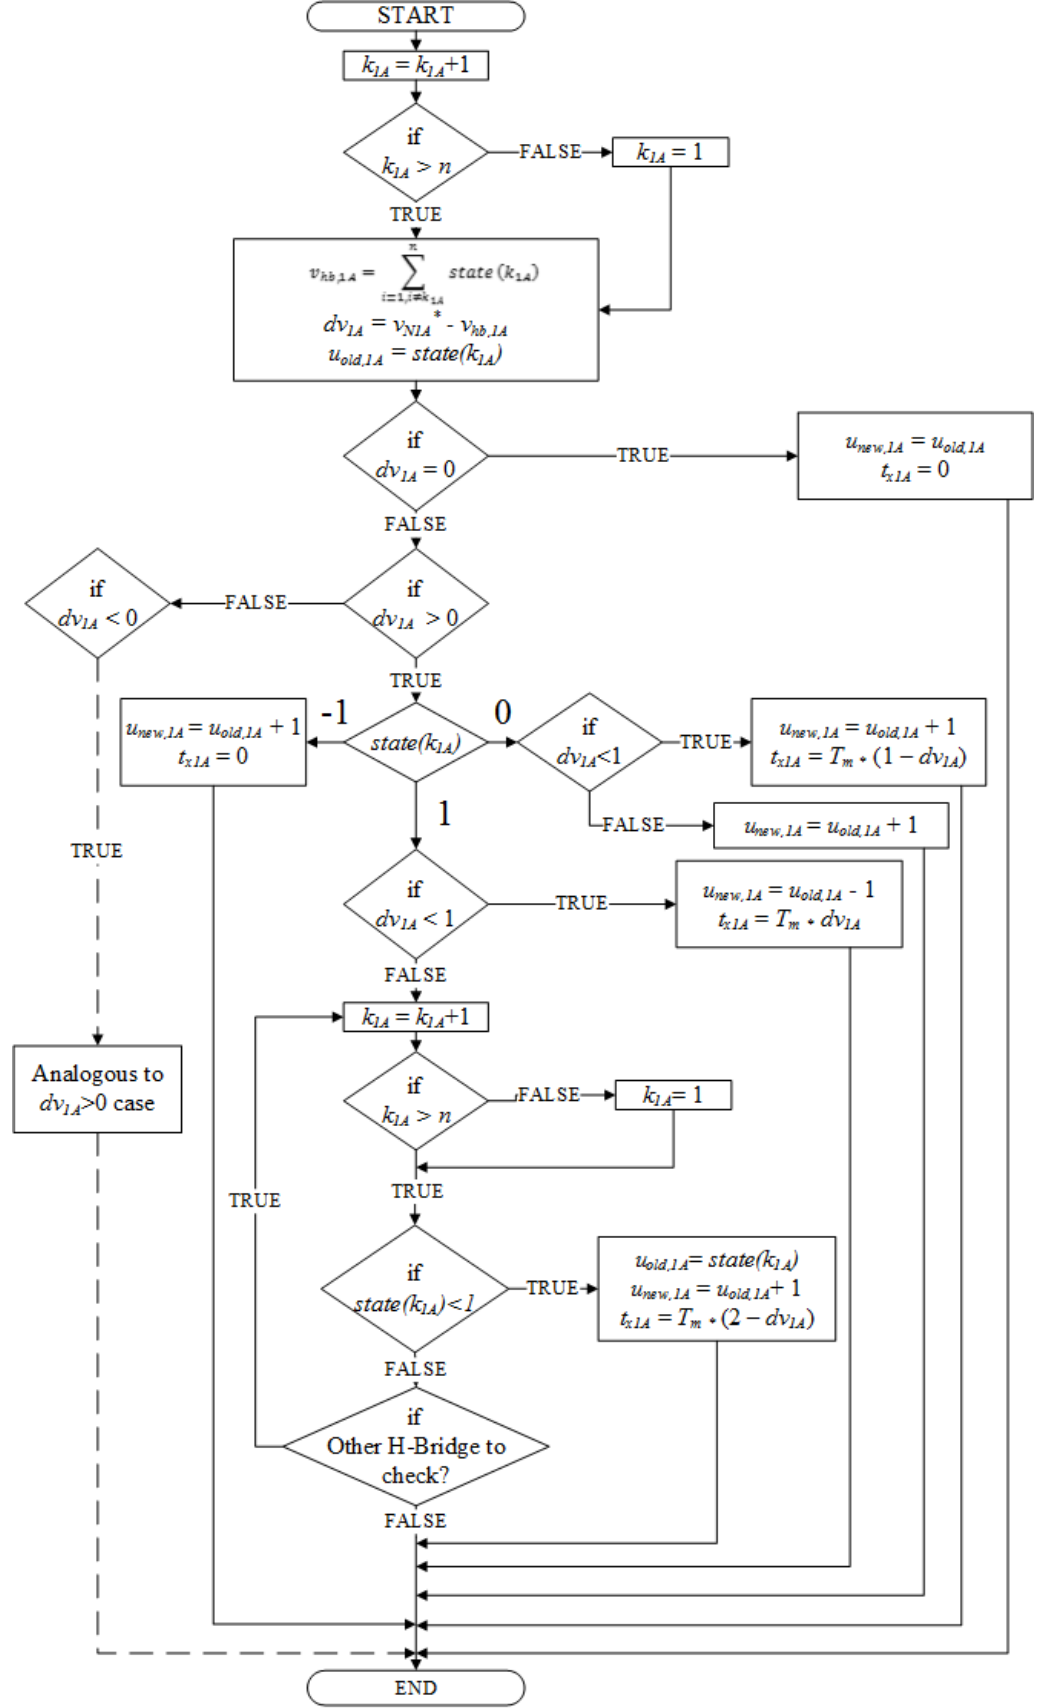 START
k1A = k1A+1
if
k1A > n
FALSE
k1A = 1
TRUE
vhb,1A = ∑ⁿi=1,i≠k1A state(k1A)
dv1A = vN1A* - vhb,1A
uold,1A = state(k1A)
if
dv1A = 0
TRUE
unew,1A = uold,1A
tx1A = 0
FALSE
if
dv1A < 0
FALSE
if
dv1A > 0
TRUE
unew,1A = uold,1A + 1
tx1A = 0
-1
state(k1A)
0
if
dv1A<1
TRUE
unew,1A = uold,1A + 1
tx1A = Tm * (1 – dv1A)
1
FALSE
unew,1A = uold,1A + 1
TRUE
if
dv1A < 1
TRUE
unew,1A = uold,1A - 1
tx1A = Tm * dv1A
FALSE
k1A = k1A+1
Analogous to
dv1A>0 case
if
k1A > n
FALSE
k1A= 1
TRUE
TRUE
if
state(k1A)<1
TRUE
uold,1A= state(k1A)
unew,1A = uold,1A+ 1
tx1A = Tm * (2 – dv1A)
FALSE
if
Other H-Bridge to
check?
FALSE
END